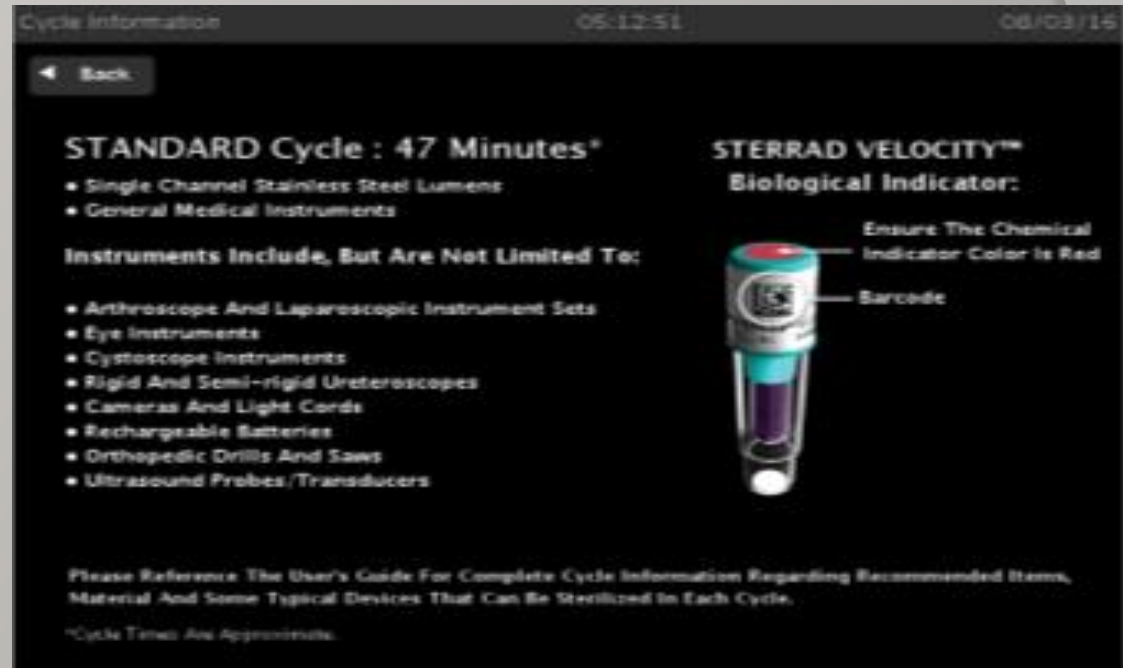 Cycle Information 05:12:51 08/03/16
Back
STANDARD Cycle : 47 Minutes*
• Single Channel Stainless Steel Lumens
• General Medical Instruments
Instruments Include, But Are Not Limited To:
• Arthroscope And Laparoscopic Instrument Sets
• Eye Instruments
• Cystoscope Instruments
• Rigid And Semi-rigid Ureteroscopes
• Cameras And Light Cords
• Rechargeable Batteries
• Orthopedic Drills And Saws
• Ultrasound Probes/Transducers
STERRAD VELOCITY™
Biological Indicator:
Ensure The Chemical
Indicator Color Is Red
Barcode
Please Reference The User's Guide For Complete Cycle Information Regarding Recommended Items,
Material And Some Typical Devices That Can Be Sterilized In Each Cycle.
*Cycle Times Are Approximate.